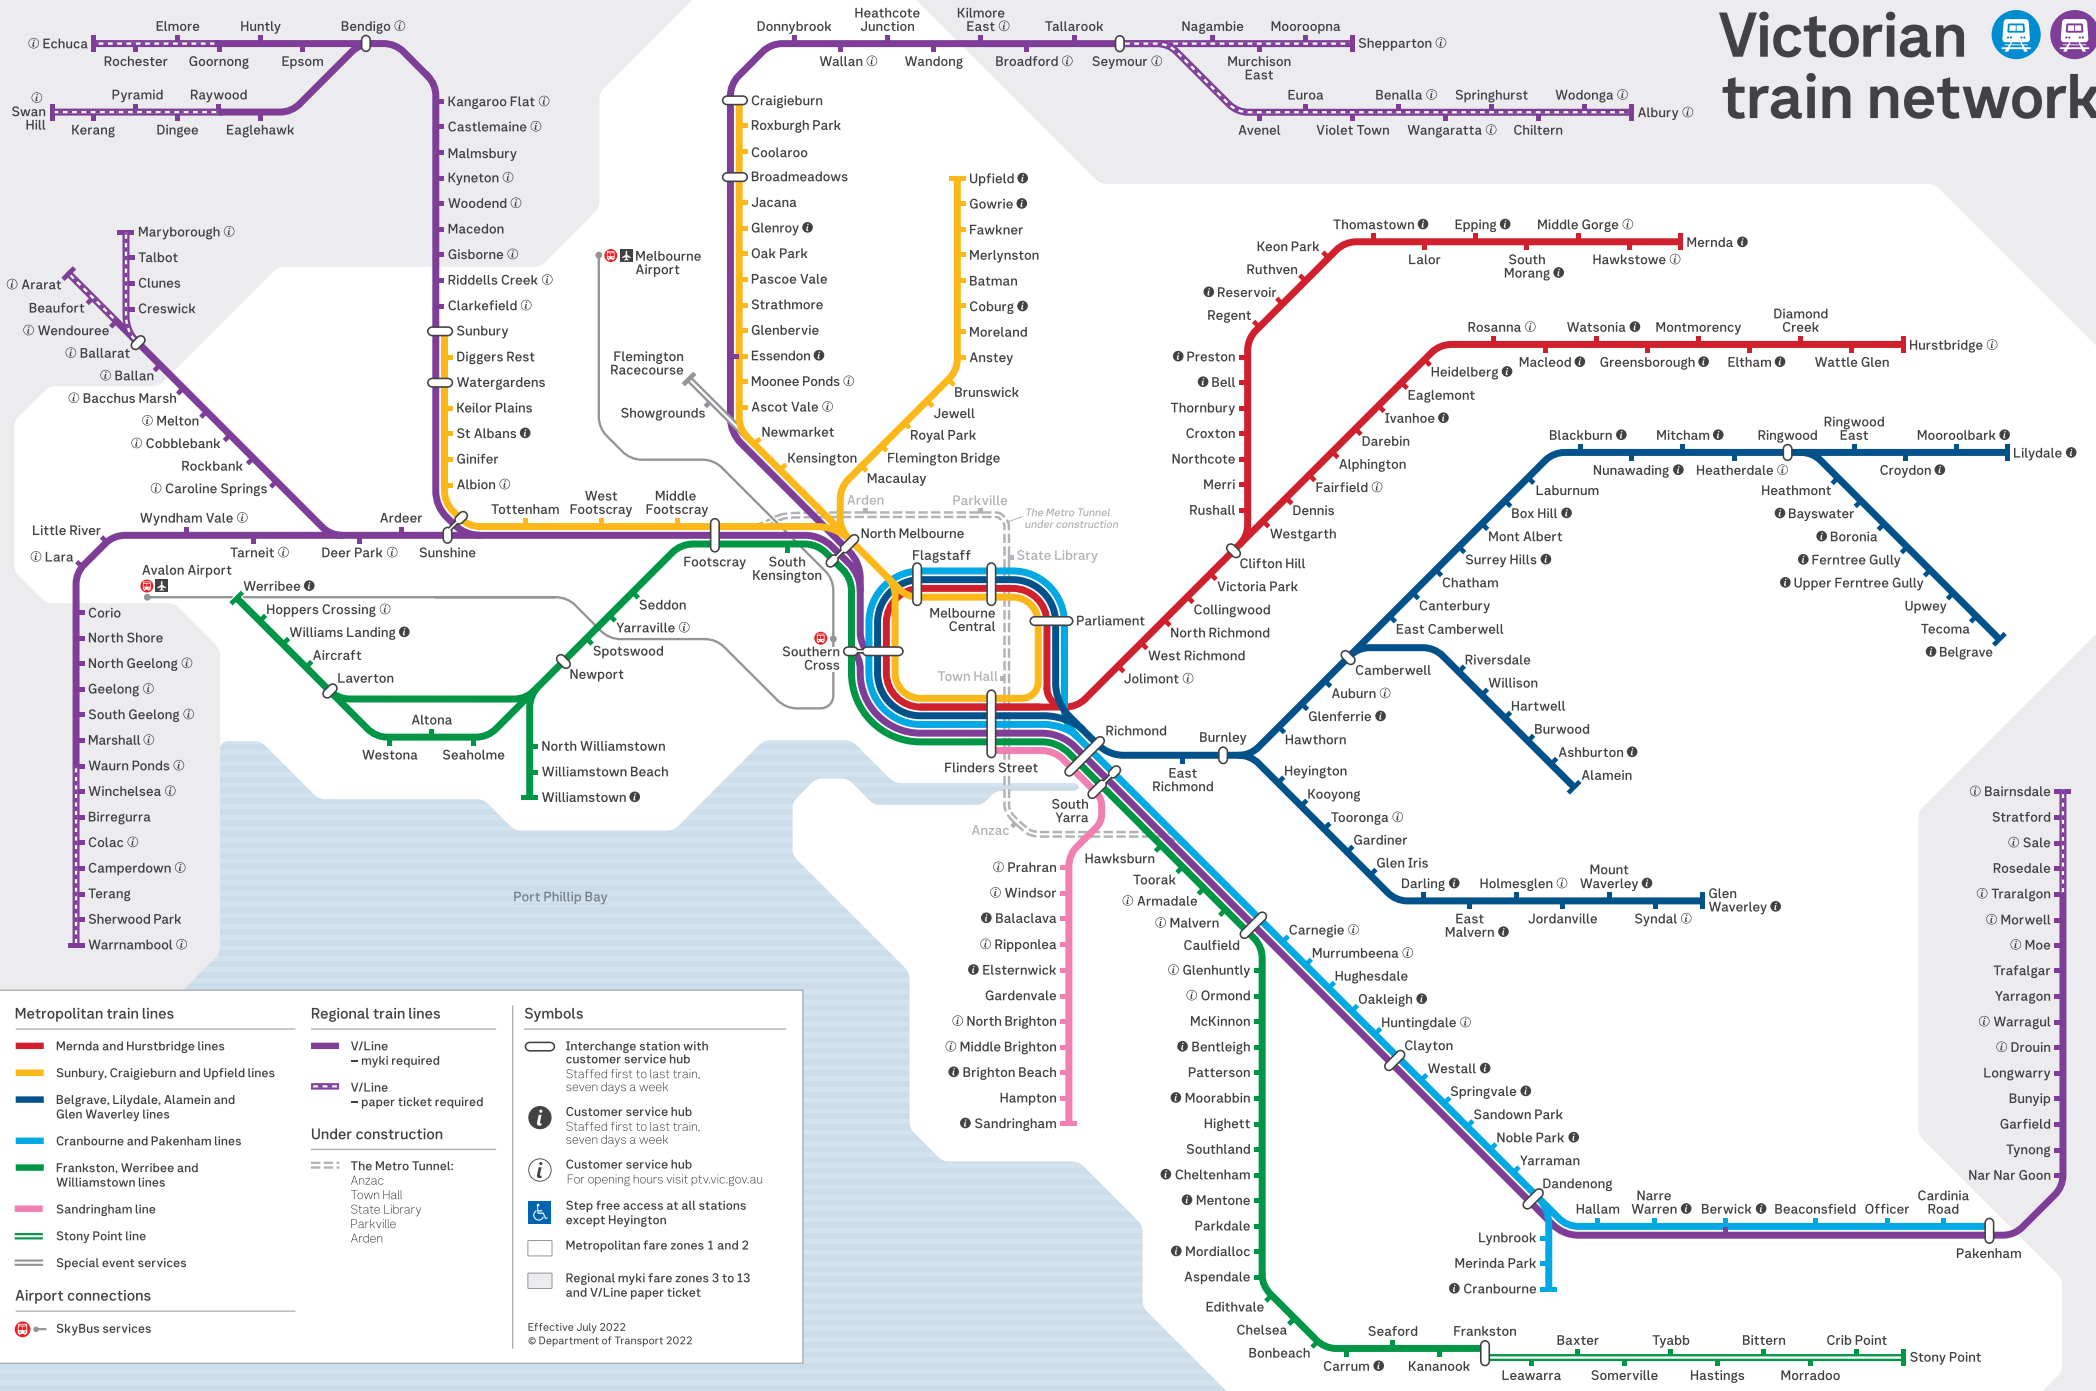 Victorian
train network
Echuca
Elmore
Huntly
Bendigo
Rochester
Goornong
Epsom
Swan
Hill
Pyramid
Raywood
Kerang
Dingee
Eaglehawk
Kangaroo Flat
Castlemaine
Malmsbury
Kyneton
Woodend
Macedon
Gisborne
Riddells Creek
Clarkefield
Sunbury
Diggers Rest
Watergardens
Keilor Plains
St Albans
Ginifer
Albion
Donnybrook
Heathcote
Junction
Kilmore
East
Tallarook
Nagambie
Mooroopna
Shepparton
Wallan
Wandong
Broadford
Seymour
Murchison
East
Euroa
Benalla
Springhurst
Wodonga
Albury
Avenel
Violet Town
Wangaratta
Chiltern
Craigieburn
Roxburgh Park
Coolaroo
Broadmeadows
Jacana
Glenroy
Oak Park
Pascoe Vale
Strathmore
Glenbervie
Essendon
Moonee Ponds
Ascot Vale
Newmarket
Kensington
Upfield
Gowrie
Fawkner
Merlynston
Batman
Coburg
Moreland
Anstey
Brunswick
Jewell
Royal Park
Flemington Bridge
Macaulay
Melbourne
Airport
Flemington
Racecourse
Showgrounds
Maryborough
Talbot
Clunes
Creswick
Ararat
Beaufort
Wendouree
Ballarat
Ballan
Bacchus Marsh
Melton
Cobblebank
Rockbank
Caroline Springs
Little River
Wyndham Vale
Ardeer
Lara
Tarneit
Deer Park
Sunshine
Tottenham
West
Footscray
Middle
Footscray
Footscray
South
Kensington
North Melbourne
Arden
Parkville
The Metro Tunnel
under construction
State Library
Flagstaff
Melbourne
Central
Parliament
Southern
Cross
Town Hall
Flinders Street
Anzac
Avalon Airport
Werribee
Hoppers Crossing
Williams Landing
Aircraft
Laverton
Westona
Altona
Seaholme
Seddon
Yarraville
Spotswood
Newport
North Williamstown
Williamstown Beach
Williamstown
Corio
North Shore
North Geelong
Geelong
South Geelong
Marshall
Waurn Ponds
Winchelsea
Birregurra
Colac
Camperdown
Terang
Sherwood Park
Warrnambool
Port Phillip Bay
Thomastown
Epping
Middle Gorge
Mernda
Keon Park
Lalor
South
Morang
Hawkstowe
Ruthven
Reservoir
Regent
Preston
Bell
Thornbury
Croxton
Northcote
Merri
Rushall
Rosanna
Watsonia
Montmorency
Diamond
Creek
Hurstbridge
Macleod
Greensborough
Eltham
Wattle Glen
Heidelberg
Eaglemont
Ivanhoe
Darebin
Alphington
Fairfield
Dennis
Westgarth
Clifton Hill
Victoria Park
Collingwood
North Richmond
West Richmond
Jolimont
Blackburn
Mitcham
Ringwood
Ringwood
East
Mooroolbark
Lilydale
Nunawading
Heatherdale
Croydon
Laburnum
Box Hill
Mont Albert
Surrey Hills
Chatham
Canterbury
East Camberwell
Camberwell
Heathmont
Bayswater
Boronia
Ferntree Gully
Upper Ferntree Gully
Upwey
Tecoma
Belgrave
Riversdale
Willison
Hartwell
Burwood
Ashburton
Alamein
Auburn
Glenferrie
Hawthorn
Burnley
East
Richmond
Richmond
South
Yarra
Heyington
Kooyong
Tooronga
Gardiner
Glen Iris
Darling
Holmesglen
Mount
Waverley
Glen
Waverley
East
Malvern
Jordanville
Syndal
Prahran
Windsor
Balaclava
Ripponlea
Elsternwick
Gardenvale
North Brighton
Middle Brighton
Brighton Beach
Hampton
Sandringham
Hawksburn
Toorak
Armadale
Malvern
Caulfield
Glenhuntly
Ormond
McKinnon
Bentleigh
Patterson
Moorabbin
Highett
Southland
Cheltenham
Mentone
Parkdale
Mordialloc
Aspendale
Edithvale
Chelsea
Bonbeach
Carrum
Seaford
Kananook
Frankston
Leawarra
Baxter
Somerville
Tyabb
Hastings
Bittern
Morradoo
Crib Point
Stony Point
Carnegie
Murrumbeena
Hughesdale
Oakleigh
Huntingdale
Clayton
Westall
Springvale
Sandown Park
Noble Park
Yarraman
Dandenong
Hallam
Narre
Warren
Berwick
Beaconsfield
Officer
Cardinia
Road
Pakenham
Lynbrook
Merinda Park
Cranbourne
Bairnsdale
Stratford
Sale
Rosedale
Traralgon
Morwell
Moe
Trafalgar
Yarragon
Warragul
Drouin
Longwarry
Bunyip
Garfield
Tynong
Nar Nar Goon
Metropolitan train lines
Mernda and Hurstbridge lines
Sunbury, Craigieburn and Upfield lines
Belgrave, Lilydale, Alamein and
Glen Waverley lines
Cranbourne and Pakenham lines
Frankston, Werribee and
Williamstown lines
Sandringham line
Stony Point line
Special event services
Airport connections
SkyBus services
Regional train lines
V/Line
– myki required
V/Line
– paper ticket required
Under construction
The Metro Tunnel:
Anzac
Town Hall
State Library
Parkville
Arden
Symbols
Interchange station with
customer service hub
Staffed first to last train,
seven days a week
Customer service hub
Staffed first to last train,
seven days a week
Customer service hub
For opening hours visit ptv.vic.gov.au
Step free access at all stations
except Heyington
Metropolitan fare zones 1 and 2
Regional myki fare zones 3 to 13
and V/Line paper ticket
Effective July 2022
© Department of Transport 2022